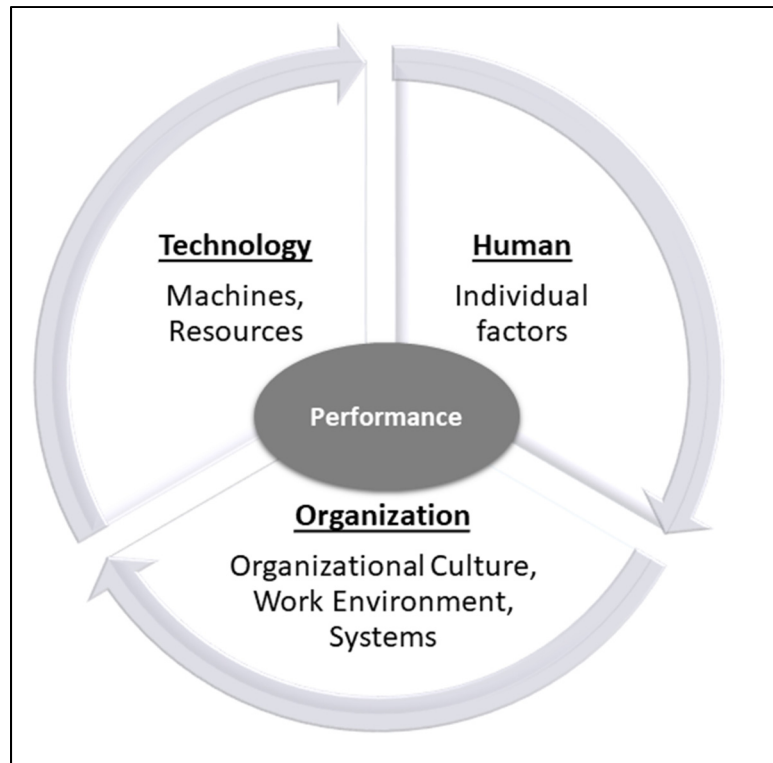 Technology
Machines,
Resources
Human
Individual
factors
Performance
Organization
Organizational Culture,
Work Environment,
Systems